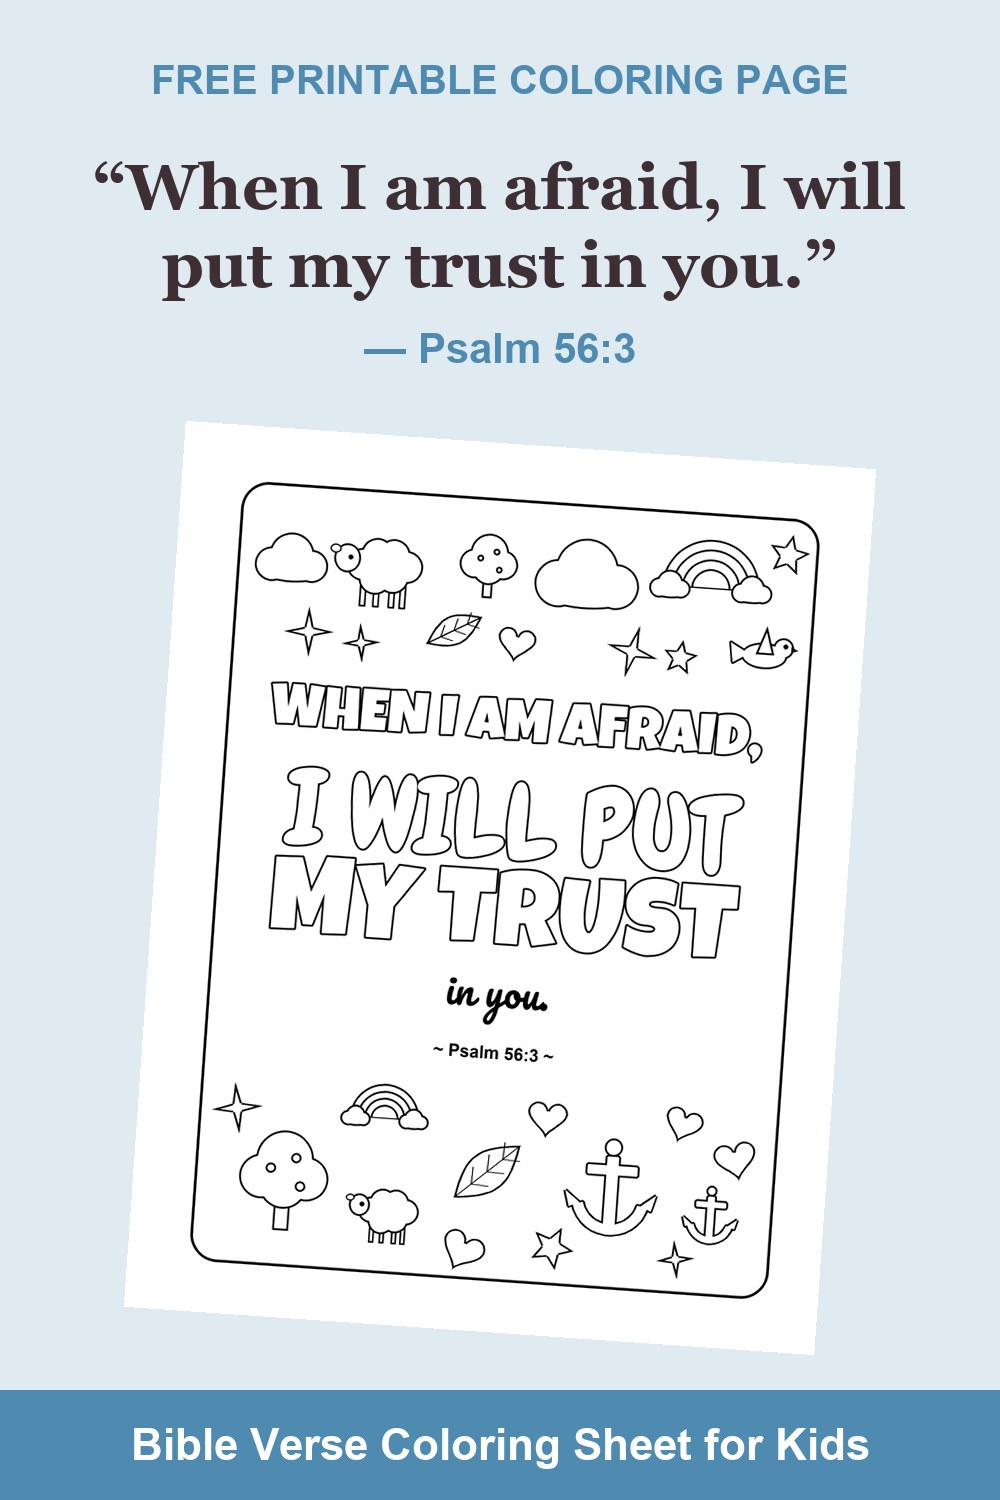 FREE PRINTABLE COLORING PAGE
“When I am afraid, I will
put my trust in you.”
— Psalm 56:3
WHEN I AM AFRAID,
I WILL PUT
MY TRUST
in you.
~ Psalm 56:3 ~
Bible Verse Coloring Sheet for Kids